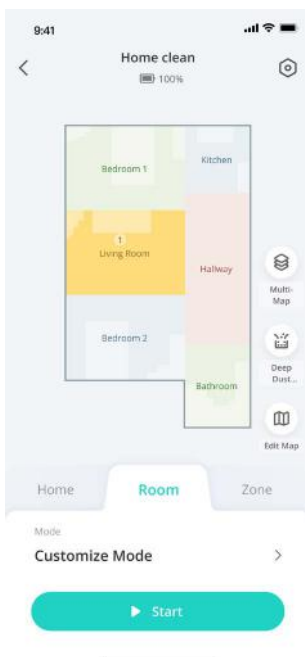 9:41
Home clean
100%
Bedroom 1
Kitchen
1
Living Room
Hallway
Multi-
Map
Bedroom 2
Deep
Dust...
Bathroom
Edit Map
Home
Room
Zone
Mode
Customize Mode
Start